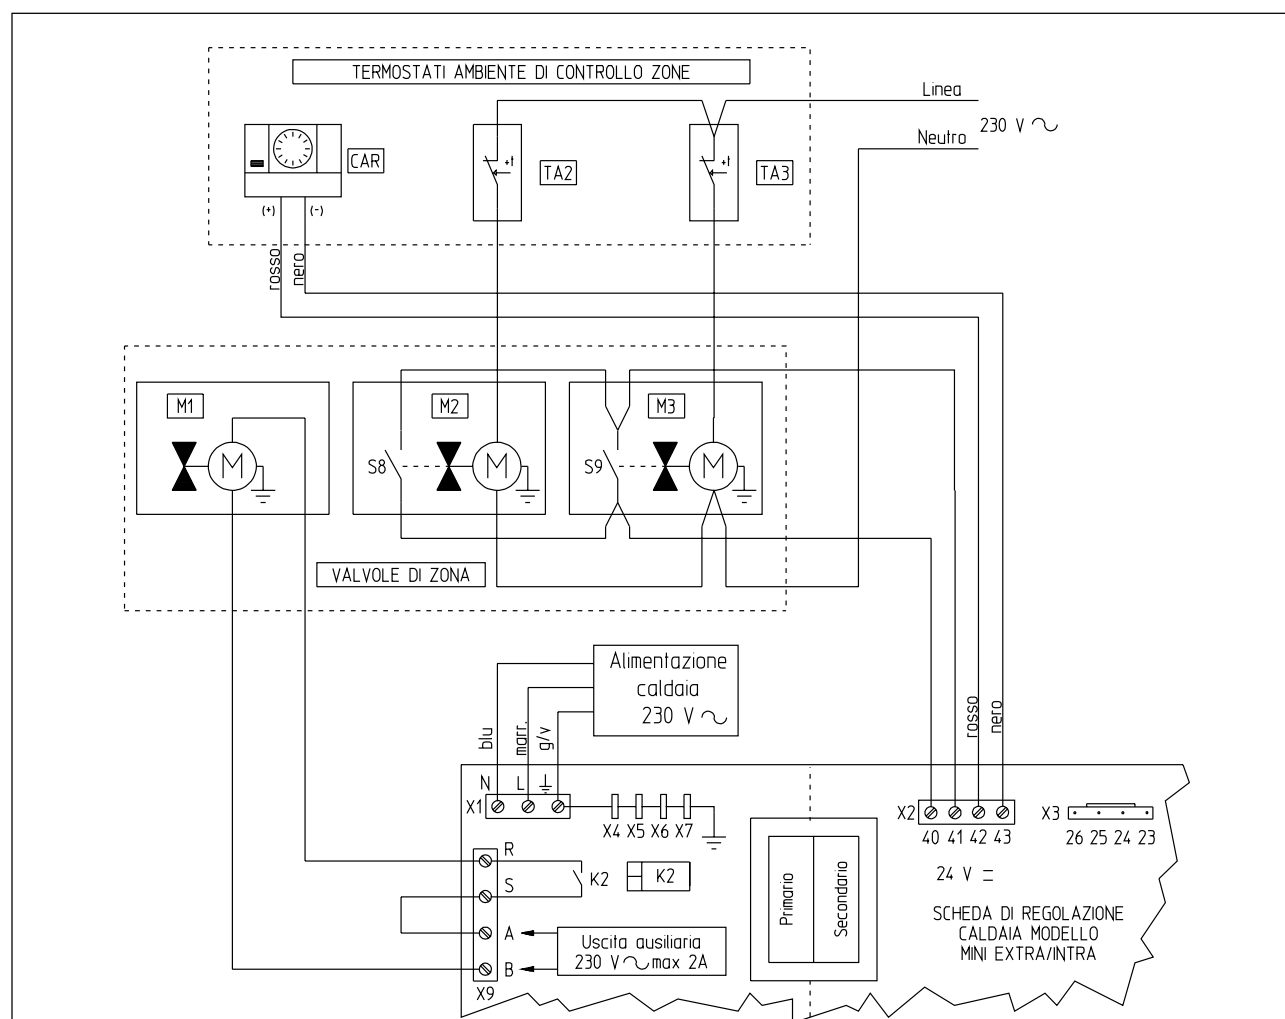 TERMOSTATI AMBIENTE DI CONTROLLO ZONE
Linea
230 V
Neutro
CAR
TA2
TA3
+t
+t
(+)
(-)
rosso
nero
M1
M2
M3
M
M
M
S8
S9
VALVOLE DI ZONA
Alimentazione
caldaia
230 V
blu
marr.
g/v
rosso
nero
N
L
X1
X4 X5 X6 X7
X2
40 41 42 43
X3
26 25 24 23
24 V
R
K2
K2
S
A
B
X9
Uscita ausiliaria
230 V max 2A
Primario
Secondario
SCHEDA DI REGOLAZIONE
CALDAIA MODELLO
MINI EXTRA/INTRA